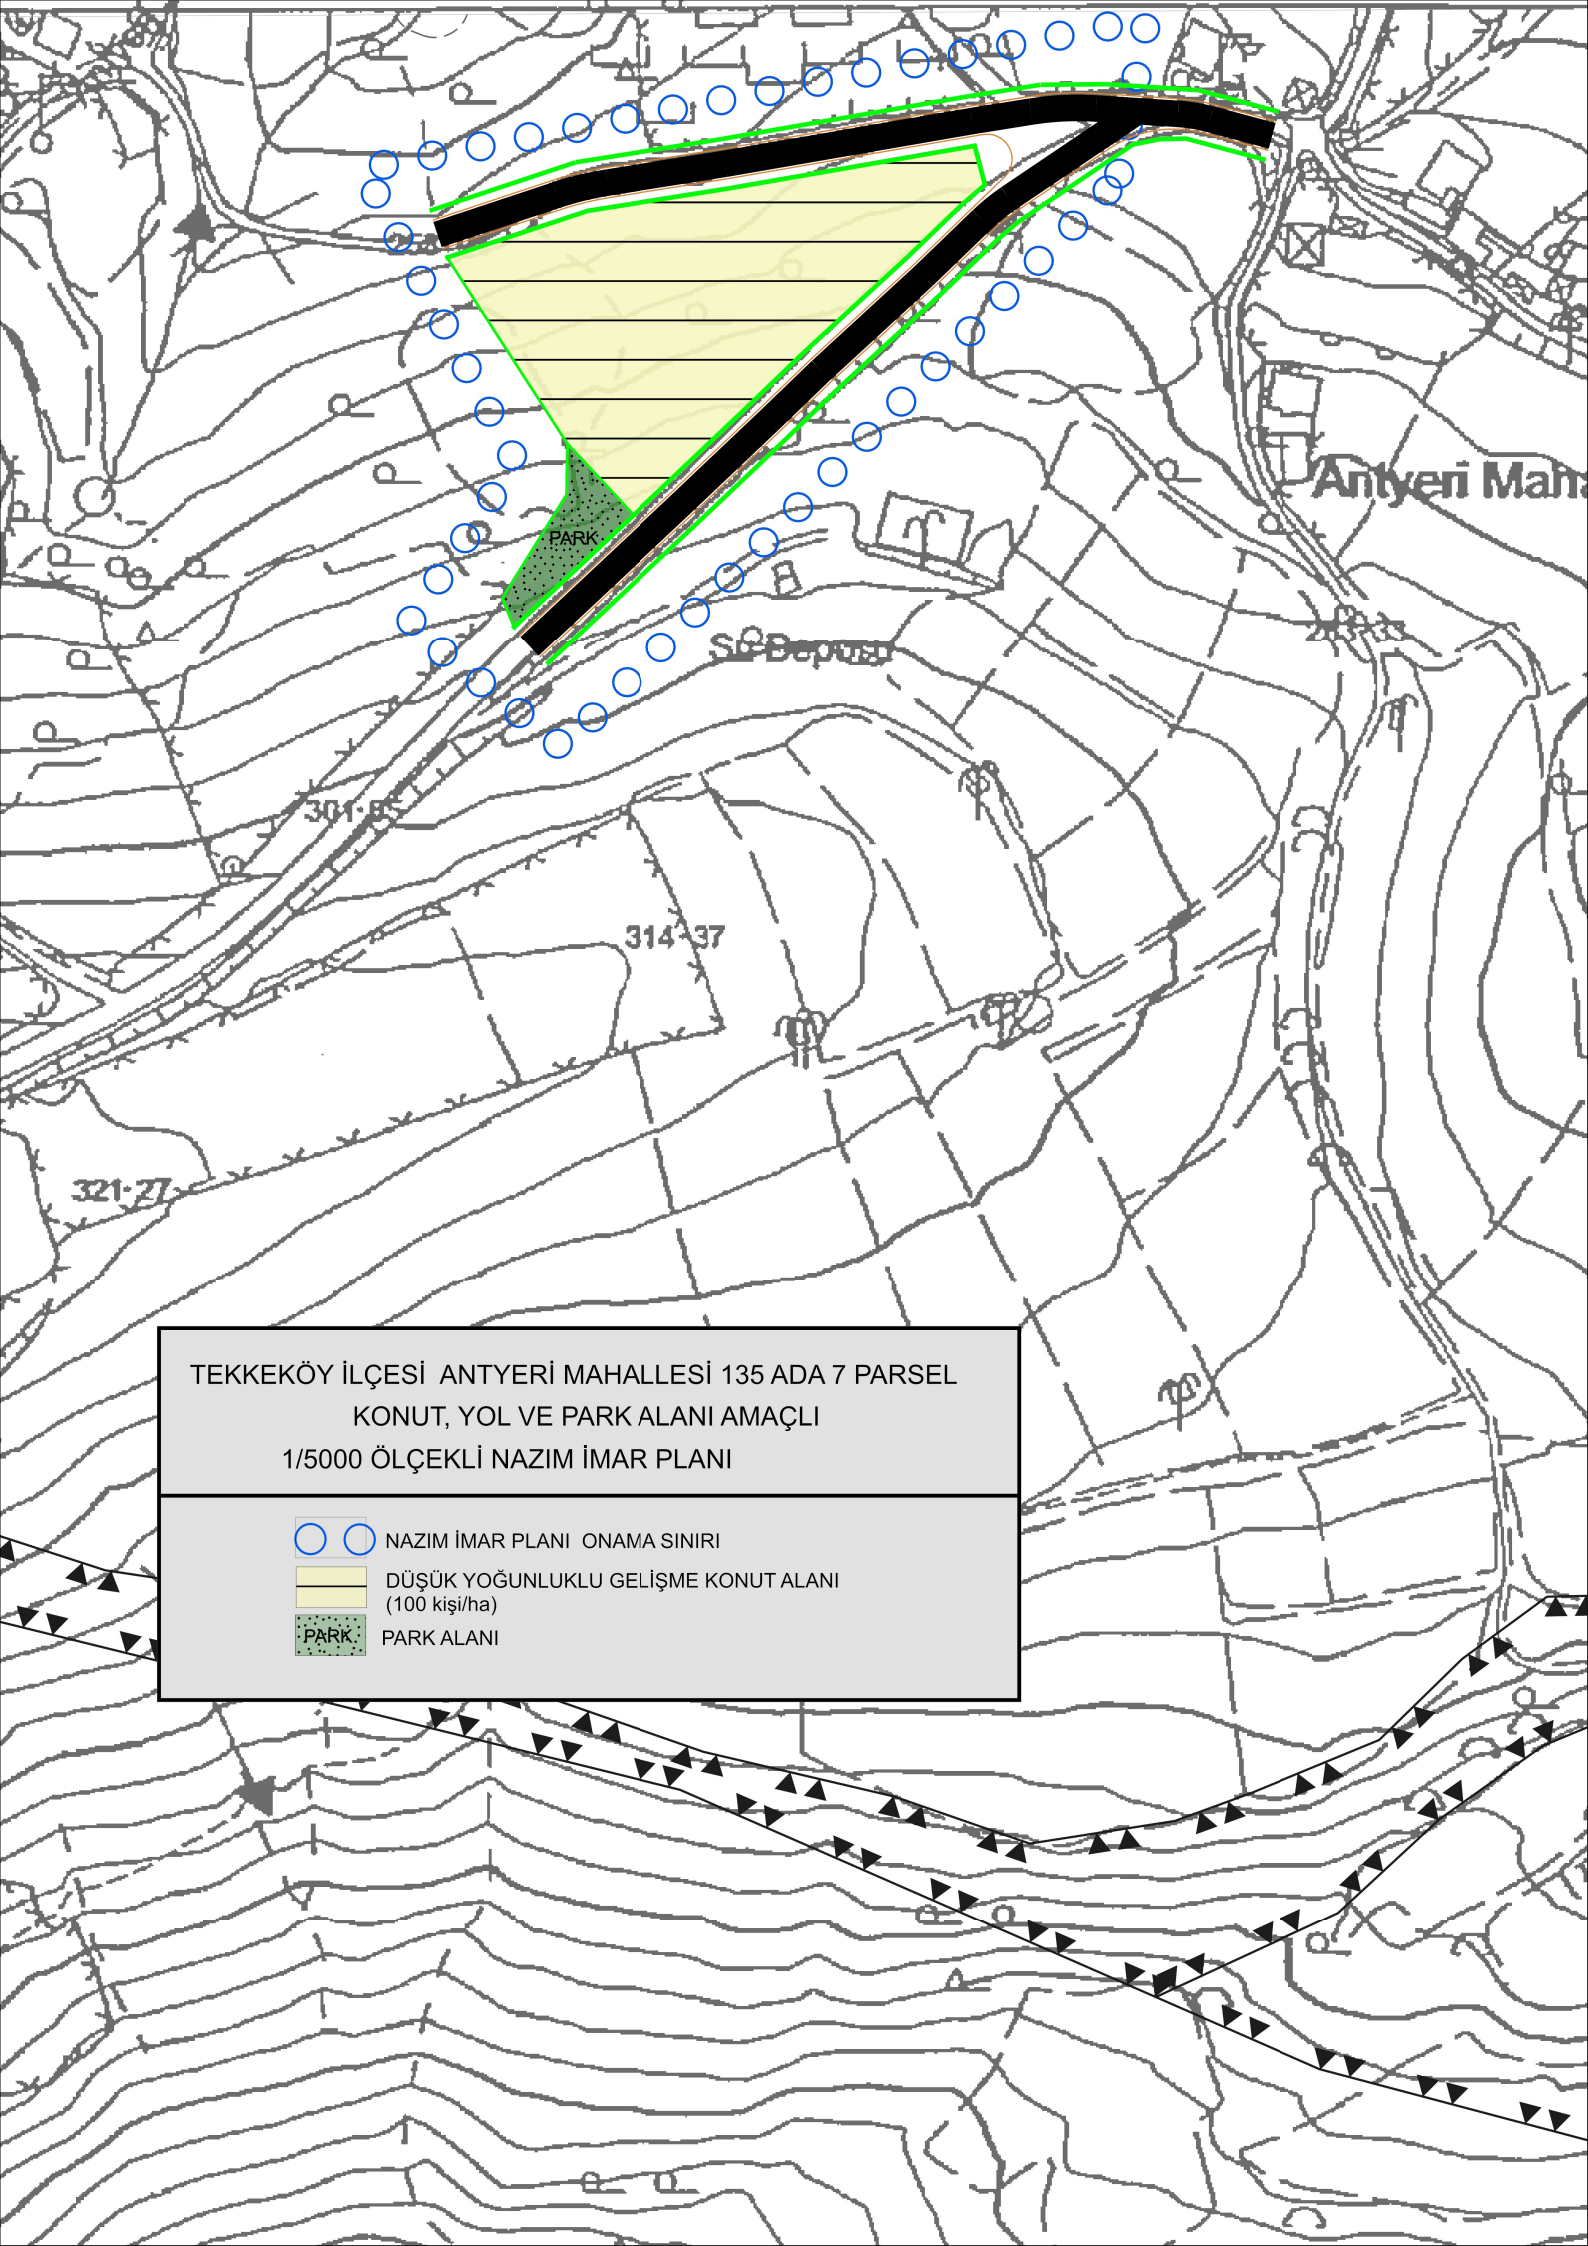 Antyeri Maha
PARK
Su Deposu
301·85
314·37
321·27
TEKKEKÖY İLÇESİ  ANTYERİ MAHALLESİ 135 ADA 7 PARSEL
KONUT, YOL VE PARK ALANI AMAÇLI
1/5000 ÖLÇEKLİ NAZIM İMAR PLANI
NAZIM İMAR PLANI  ONAMA SINIRI
DÜŞÜK YOĞUNLUKLU GELİŞME KONUT ALANI
(100 kişi/ha)
PARK PARK ALANI